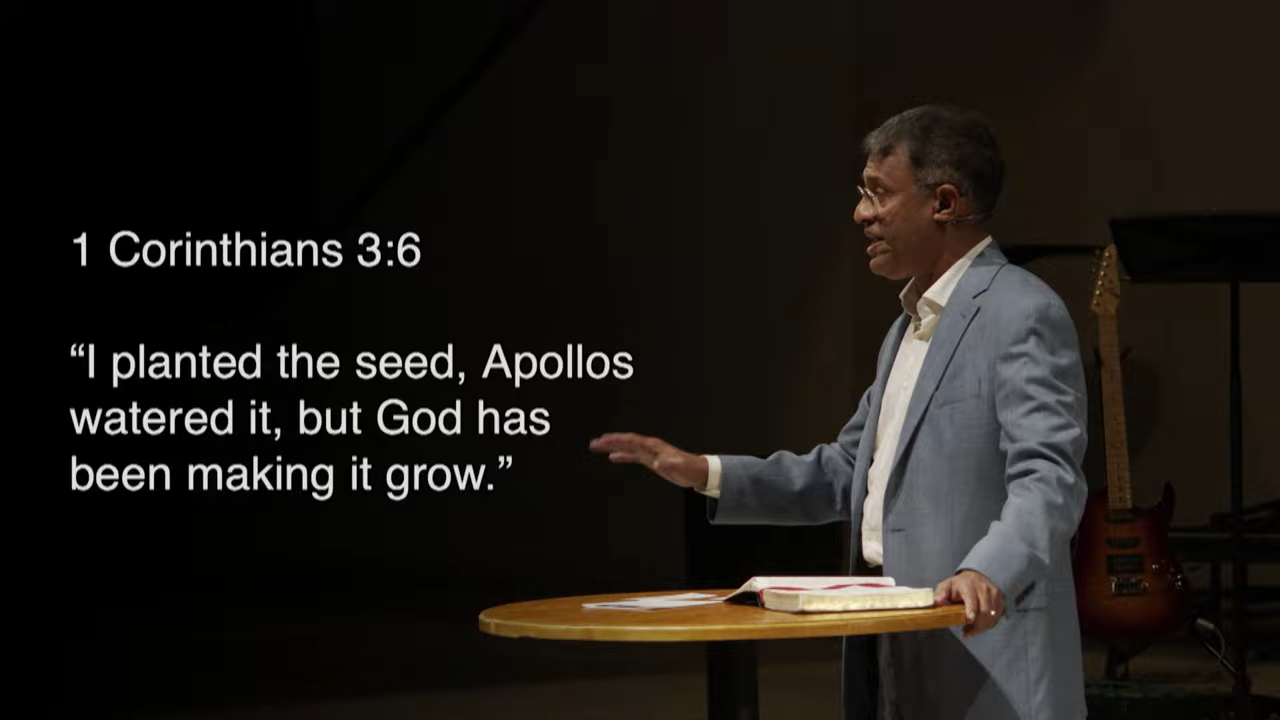 1 Corinthians 3:6
“I planted the seed, Apollos
watered it, but God has
been making it grow.”